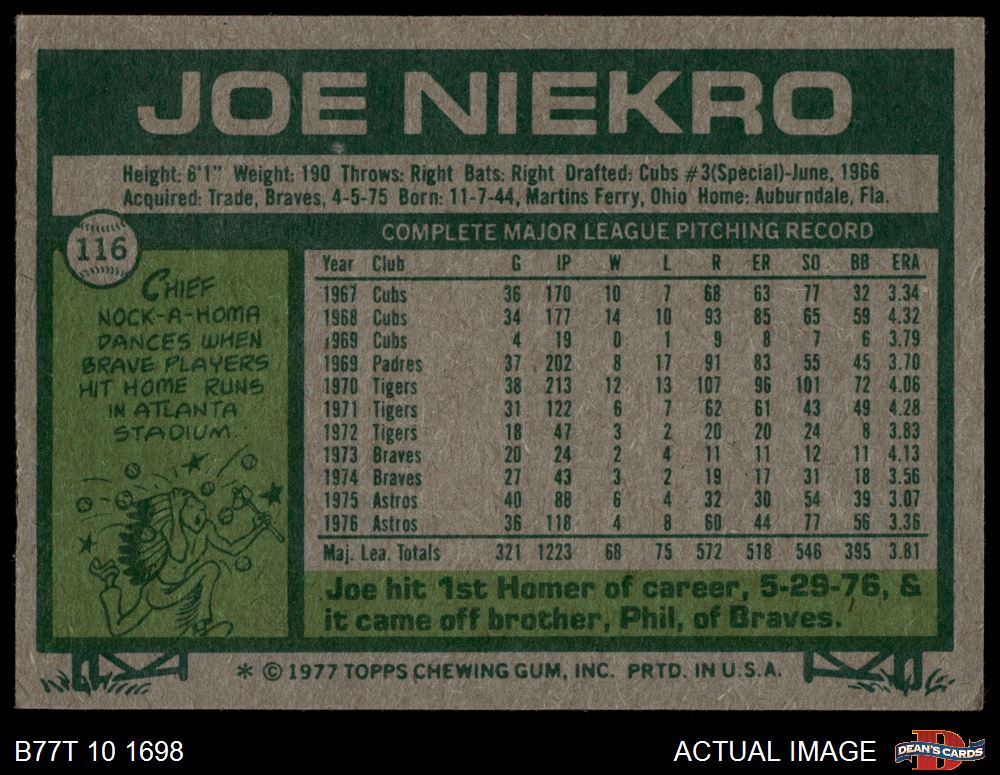 JOE NIEKRO
Height: 6'1" Weight: 190 Throws: Right Bats: Right Drafted: Cubs #3(Special)-June, 1966
Acquired: Trade, Braves, 4-5-75 Born: 11-7-44, Martins Ferry, Ohio Home: Auburndale, Fla.
116
CHIEF
NOCK-A-HOMA
DANCES WHEN
BRAVE PLAYERS
HIT HOME RUNS
IN ATLANTA
STADIUM.
COMPLETE MAJOR LEAGUE PITCHING RECORD
Year Club G IP W L R ER SO BB ERA
1967 Cubs 36 170 10 7 68 63 77 32 3.34
1968 Cubs 34 177 14 10 93 85 65 59 4.32
1969 Cubs 4 19 0 1 9 8 7 6 3.79
1969 Padres 37 202 8 17 91 83 55 45 3.70
1970 Tigers 38 213 12 13 107 96 101 72 4.06
1971 Tigers 31 122 6 7 62 61 43 49 4.28
1972 Tigers 18 47 3 2 20 20 24 8 3.83
1973 Braves 20 24 2 4 11 11 12 11 4.13
1974 Braves 27 43 3 2 19 17 31 18 3.56
1975 Astros 40 88 6 4 32 30 54 39 3.07
1976 Astros 36 118 4 8 60 44 77 56 3.36
Maj. Lea. Totals 321 1223 68 75 572 518 546 395 3.81
Joe hit 1st Homer of career, 5-29-76, &
it came off brother, Phil, of Braves.
* © 1977 TOPPS CHEWING GUM, INC. PRTD. IN U.S.A.
B77T 10 1698
ACTUAL IMAGE
D
DEAN'S CARDS